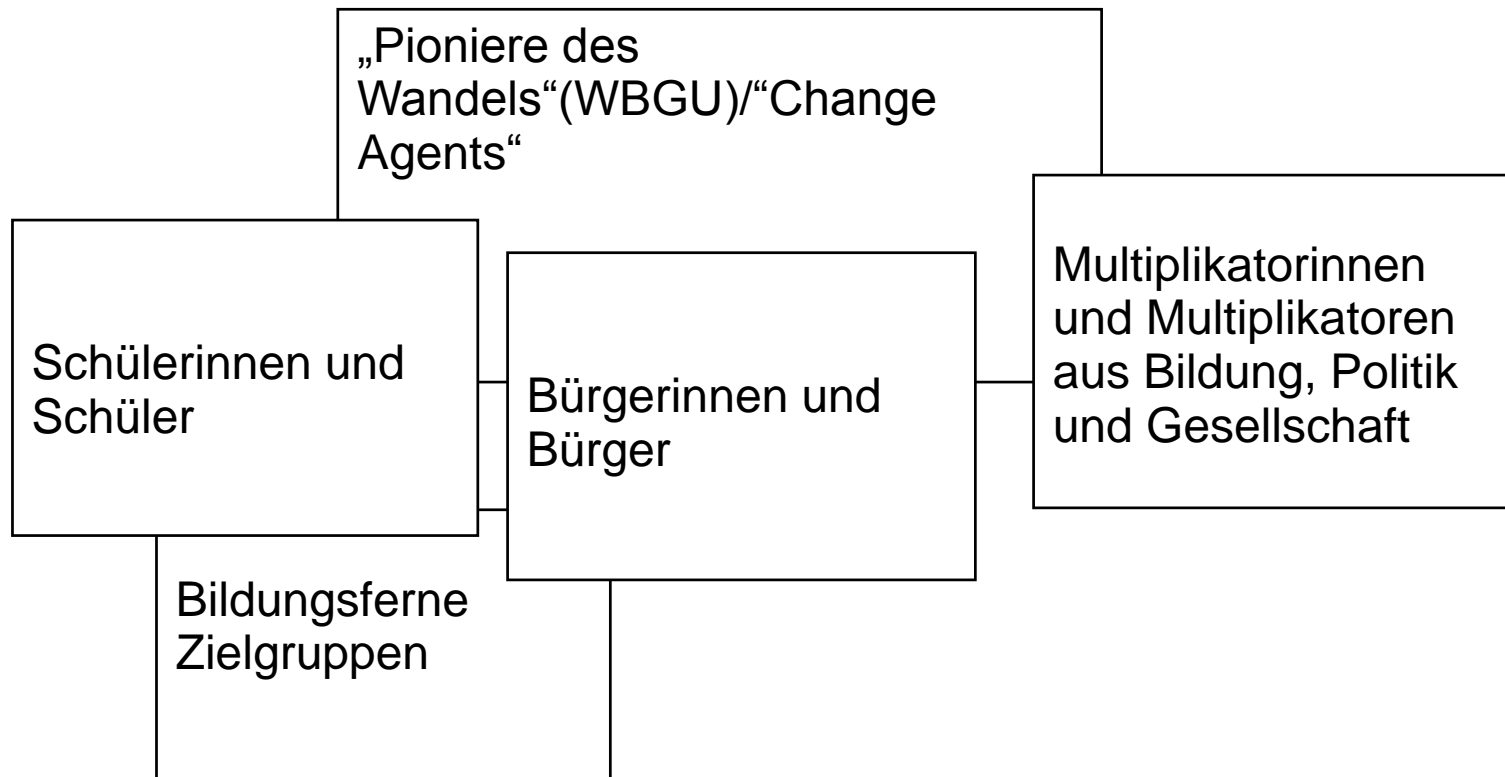 „Pioniere des
Wandels“(WBGU)/“Change
Agents“
Schülerinnen und
Schüler
Bürgerinnen und
Bürger
Multiplikatorinnen
und Multiplikatoren
aus Bildung, Politik
und Gesellschaft
Bildungsferne
Zielgruppen